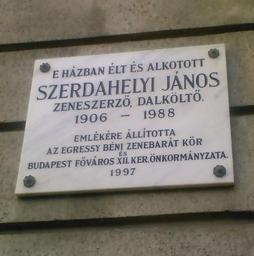 E HÁZBAN ÉLT ÉS ALKOTOTT
SZERDAHELYI JÁNOS
ZENESZERZŐ, DALKÖLTŐ.
1906 – 1988
EMLÉKÉRE ÁLLÍTOTTA
AZ EGRESSY BÉNI ZENEBARÁT KÖR
ÉS
BUDAPEST FŐVÁROS XII.KER.ÖNKORMÁNYZATA.
1997